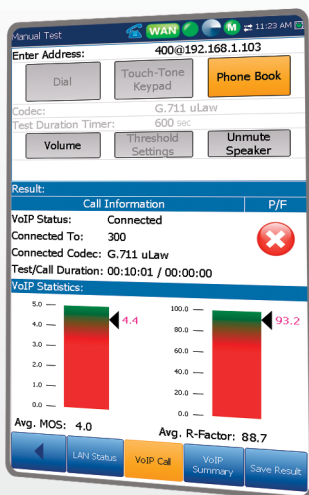 Manual Test WAN M 11:23 AM
Enter Address: 400@192.168.1.103
Dial Touch-Tone Keypad Phone Book
Codec: G.711 uLaw
Test Duration Timer: 600 sec
Volume Threshold Settings Unmute Speaker
Result:
Call Information P/F
VoIP Status: Connected
Connected To: 300
Connected Codec: G.711 uLaw
Test/Call Duration: 00:10:01 / 00:00:00
VoIP Statistics:
5.0 100.0
4.4 93.2
4.0 80.0
3.0 60.0
2.0 40.0
1.0 20.0
0.0 0.0
Avg. MOS: 4.0 Avg. R-Factor: 88.7
LAN Status VoIP Call VoIP Summary Save Result